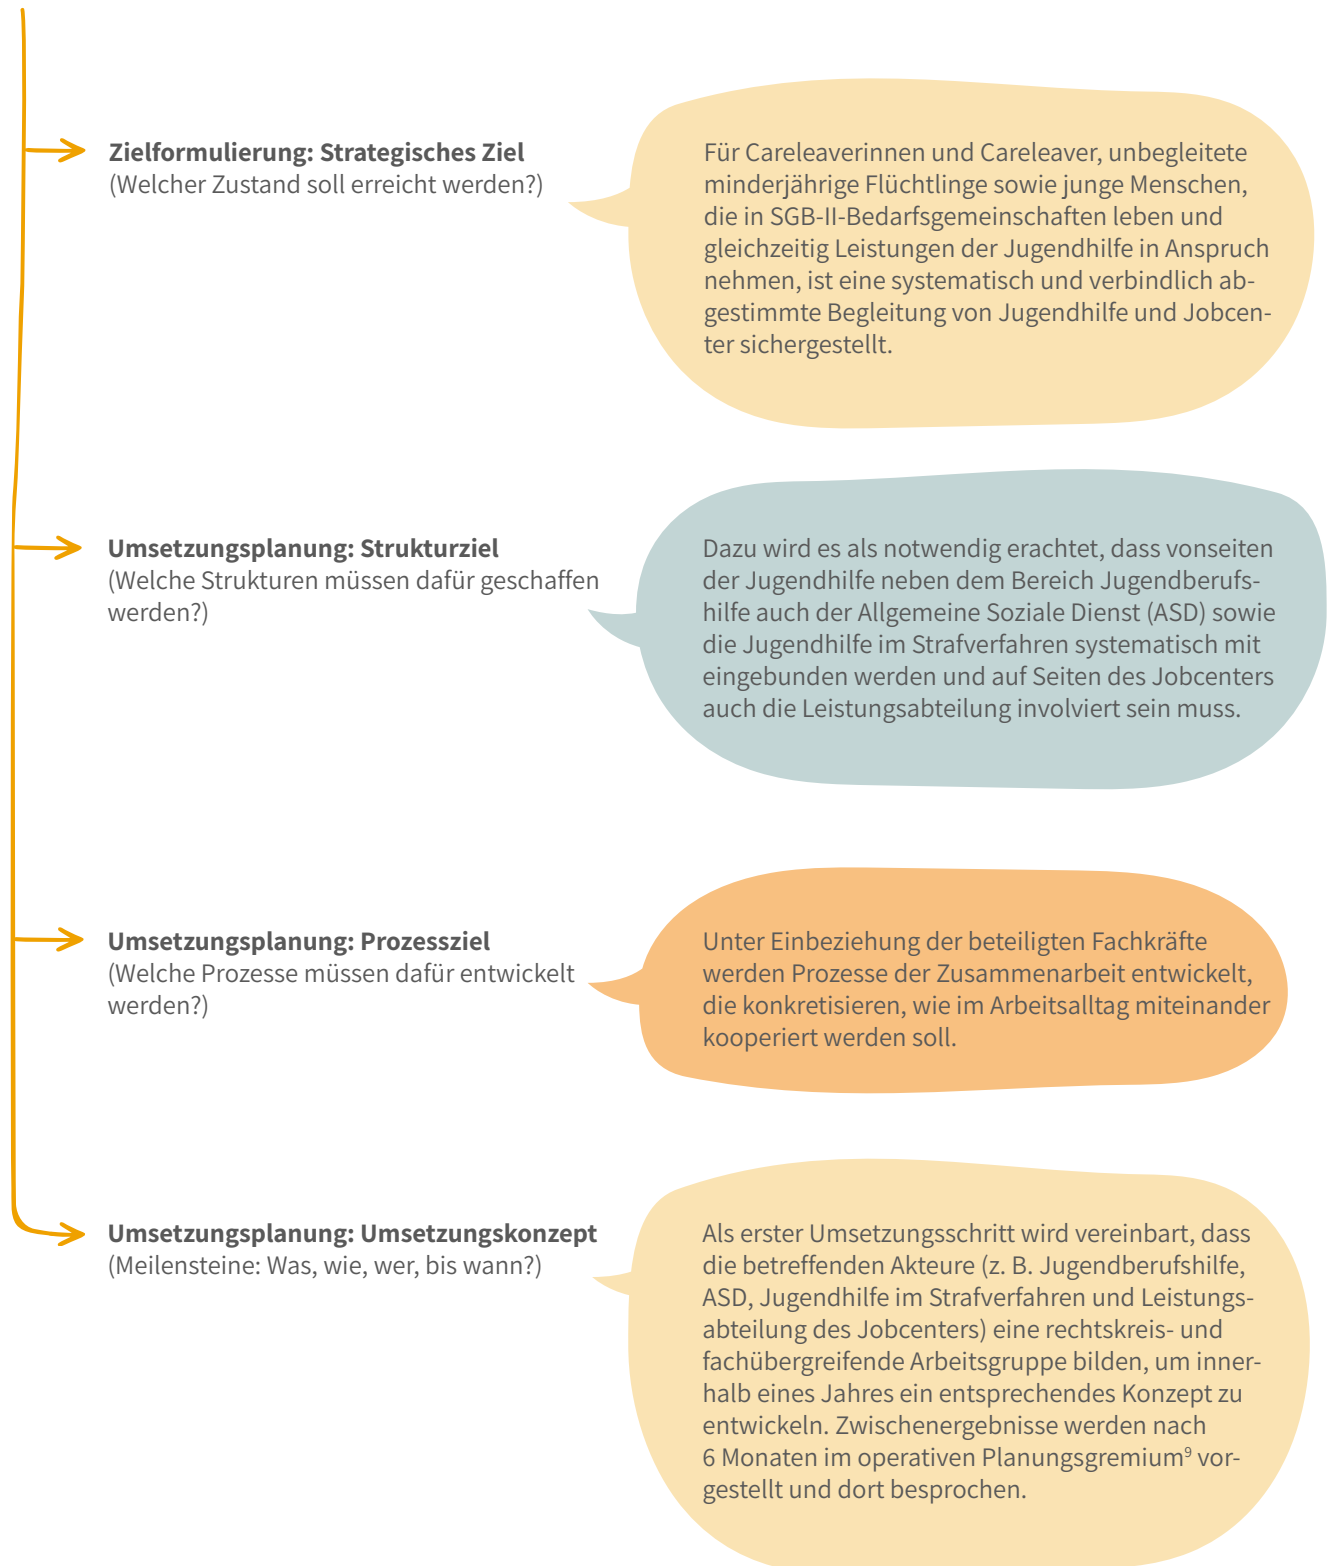 Zielformulierung: Strategisches Ziel
(Welcher Zustand soll erreicht werden?)
Für Careleaverinnen und Careleaver, unbegleitete
minderjährige Flüchtlinge sowie junge Menschen,
die in SGB-II-Bedarfsgemeinschaften leben und
gleichzeitig Leistungen der Jugendhilfe in Anspruch
nehmen, ist eine systematisch und verbindlich ab-
gestimmte Begleitung von Jugendhilfe und Jobcen-
ter sichergestellt.
Umsetzungsplanung: Strukturziel
(Welche Strukturen müssen dafür geschaffen
werden?)
Dazu wird es als notwendig erachtet, dass vonseiten
der Jugendhilfe neben dem Bereich Jugendberufs-
hilfe auch der Allgemeine Soziale Dienst (ASD) sowie
die Jugendhilfe im Strafverfahren systematisch mit
eingebunden werden und auf Seiten des Jobcenters
auch die Leistungsabteilung involviert sein muss.
Umsetzungsplanung: Prozessziel
(Welche Prozesse müssen dafür entwickelt
werden?)
Unter Einbeziehung der beteiligten Fachkräfte
werden Prozesse der Zusammenarbeit entwickelt,
die konkretisieren, wie im Arbeitsalltag miteinander
kooperiert werden soll.
Umsetzungsplanung: Umsetzungskonzept
(Meilensteine: Was, wie, wer, bis wann?)
Als erster Umsetzungsschritt wird vereinbart, dass
die betreffenden Akteure (z. B. Jugendberufshilfe,
ASD, Jugendhilfe im Strafverfahren und Leistungs-
abteilung des Jobcenters) eine rechtskreis- und
fachübergreifende Arbeitsgruppe bilden, um inner-
halb eines Jahres ein entsprechendes Konzept zu
entwickeln. Zwischenergebnisse werden nach
6 Monaten im operativen Planungsgremium⁹ vor-
gestellt und dort besprochen.